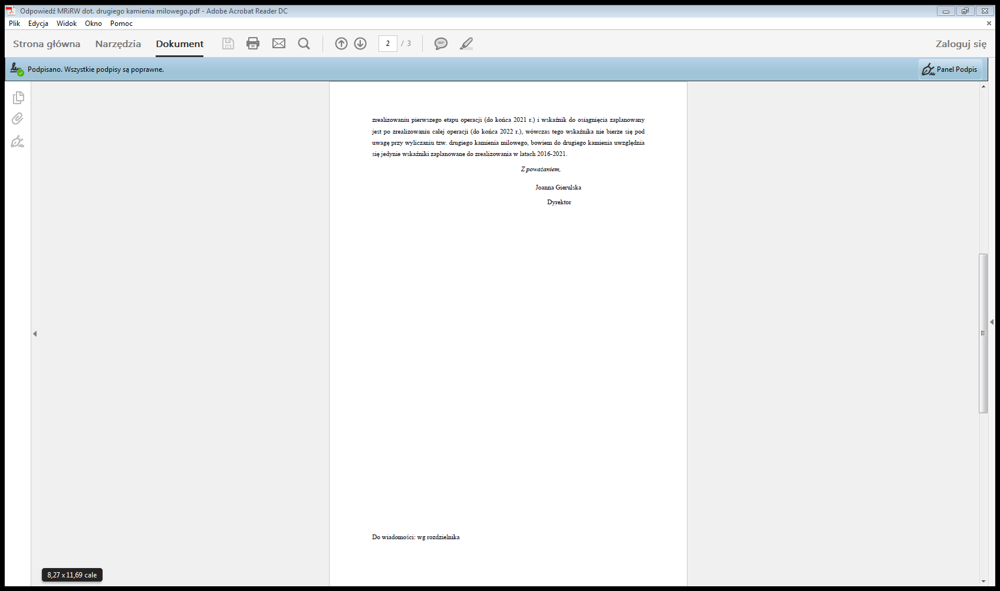 Odpowiedź MRiRW dot. drugiego kamienia milowego.pdf - Adobe Acrobat Reader DC
Plik Edycja Widok Okno Pomoc
Strona główna Narzędzia Dokument 2 / 3 Zaloguj się
Podpisano. Wszystkie podpisy są poprawne. Panel Podpis
zrealizowaniu pierwszego etapu operacji (do końca 2021 r.) i wskaźnik do osiągnięcia zaplanowany
jest po zrealizowaniu całej operacji (do końca 2022 r.), wówczas tego wskaźnika nie bierze się pod
uwagę przy wyliczaniu tzw. drugiego kamienia milowego, bowiem do drugiego kamienia uwzględnia
się jedynie wskaźniki zaplanowane do zrealizowania w latach 2016-2021.
Z poważaniem,
Joanna Gierulska
Dyrektor
Do wiadomości: wg rozdzielnika
8,27 x 11,69 cale